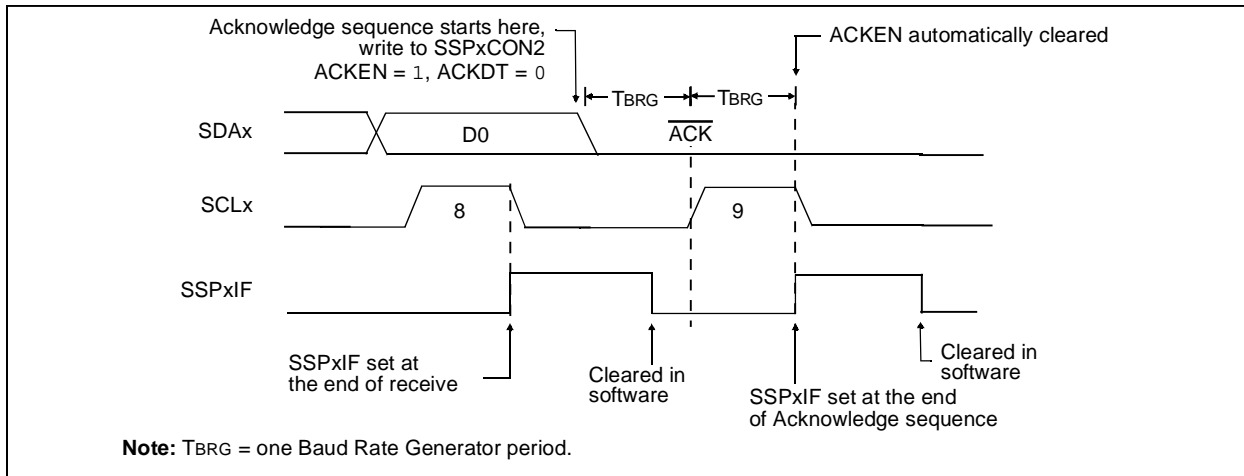 Acknowledge sequence starts here,
write to SSPxCON2
ACKEN = 1, ACKDT = 0
ACKEN automatically cleared
TBRG
TBRG
SDAx
D0
ACK
SCLx
8
9
SSPxIF
SSPxIF set at
the end of receive
Cleared in
software
SSPxIF set at the end
of Acknowledge sequence
Cleared in
software
Note: TBRG = one Baud Rate Generator period.